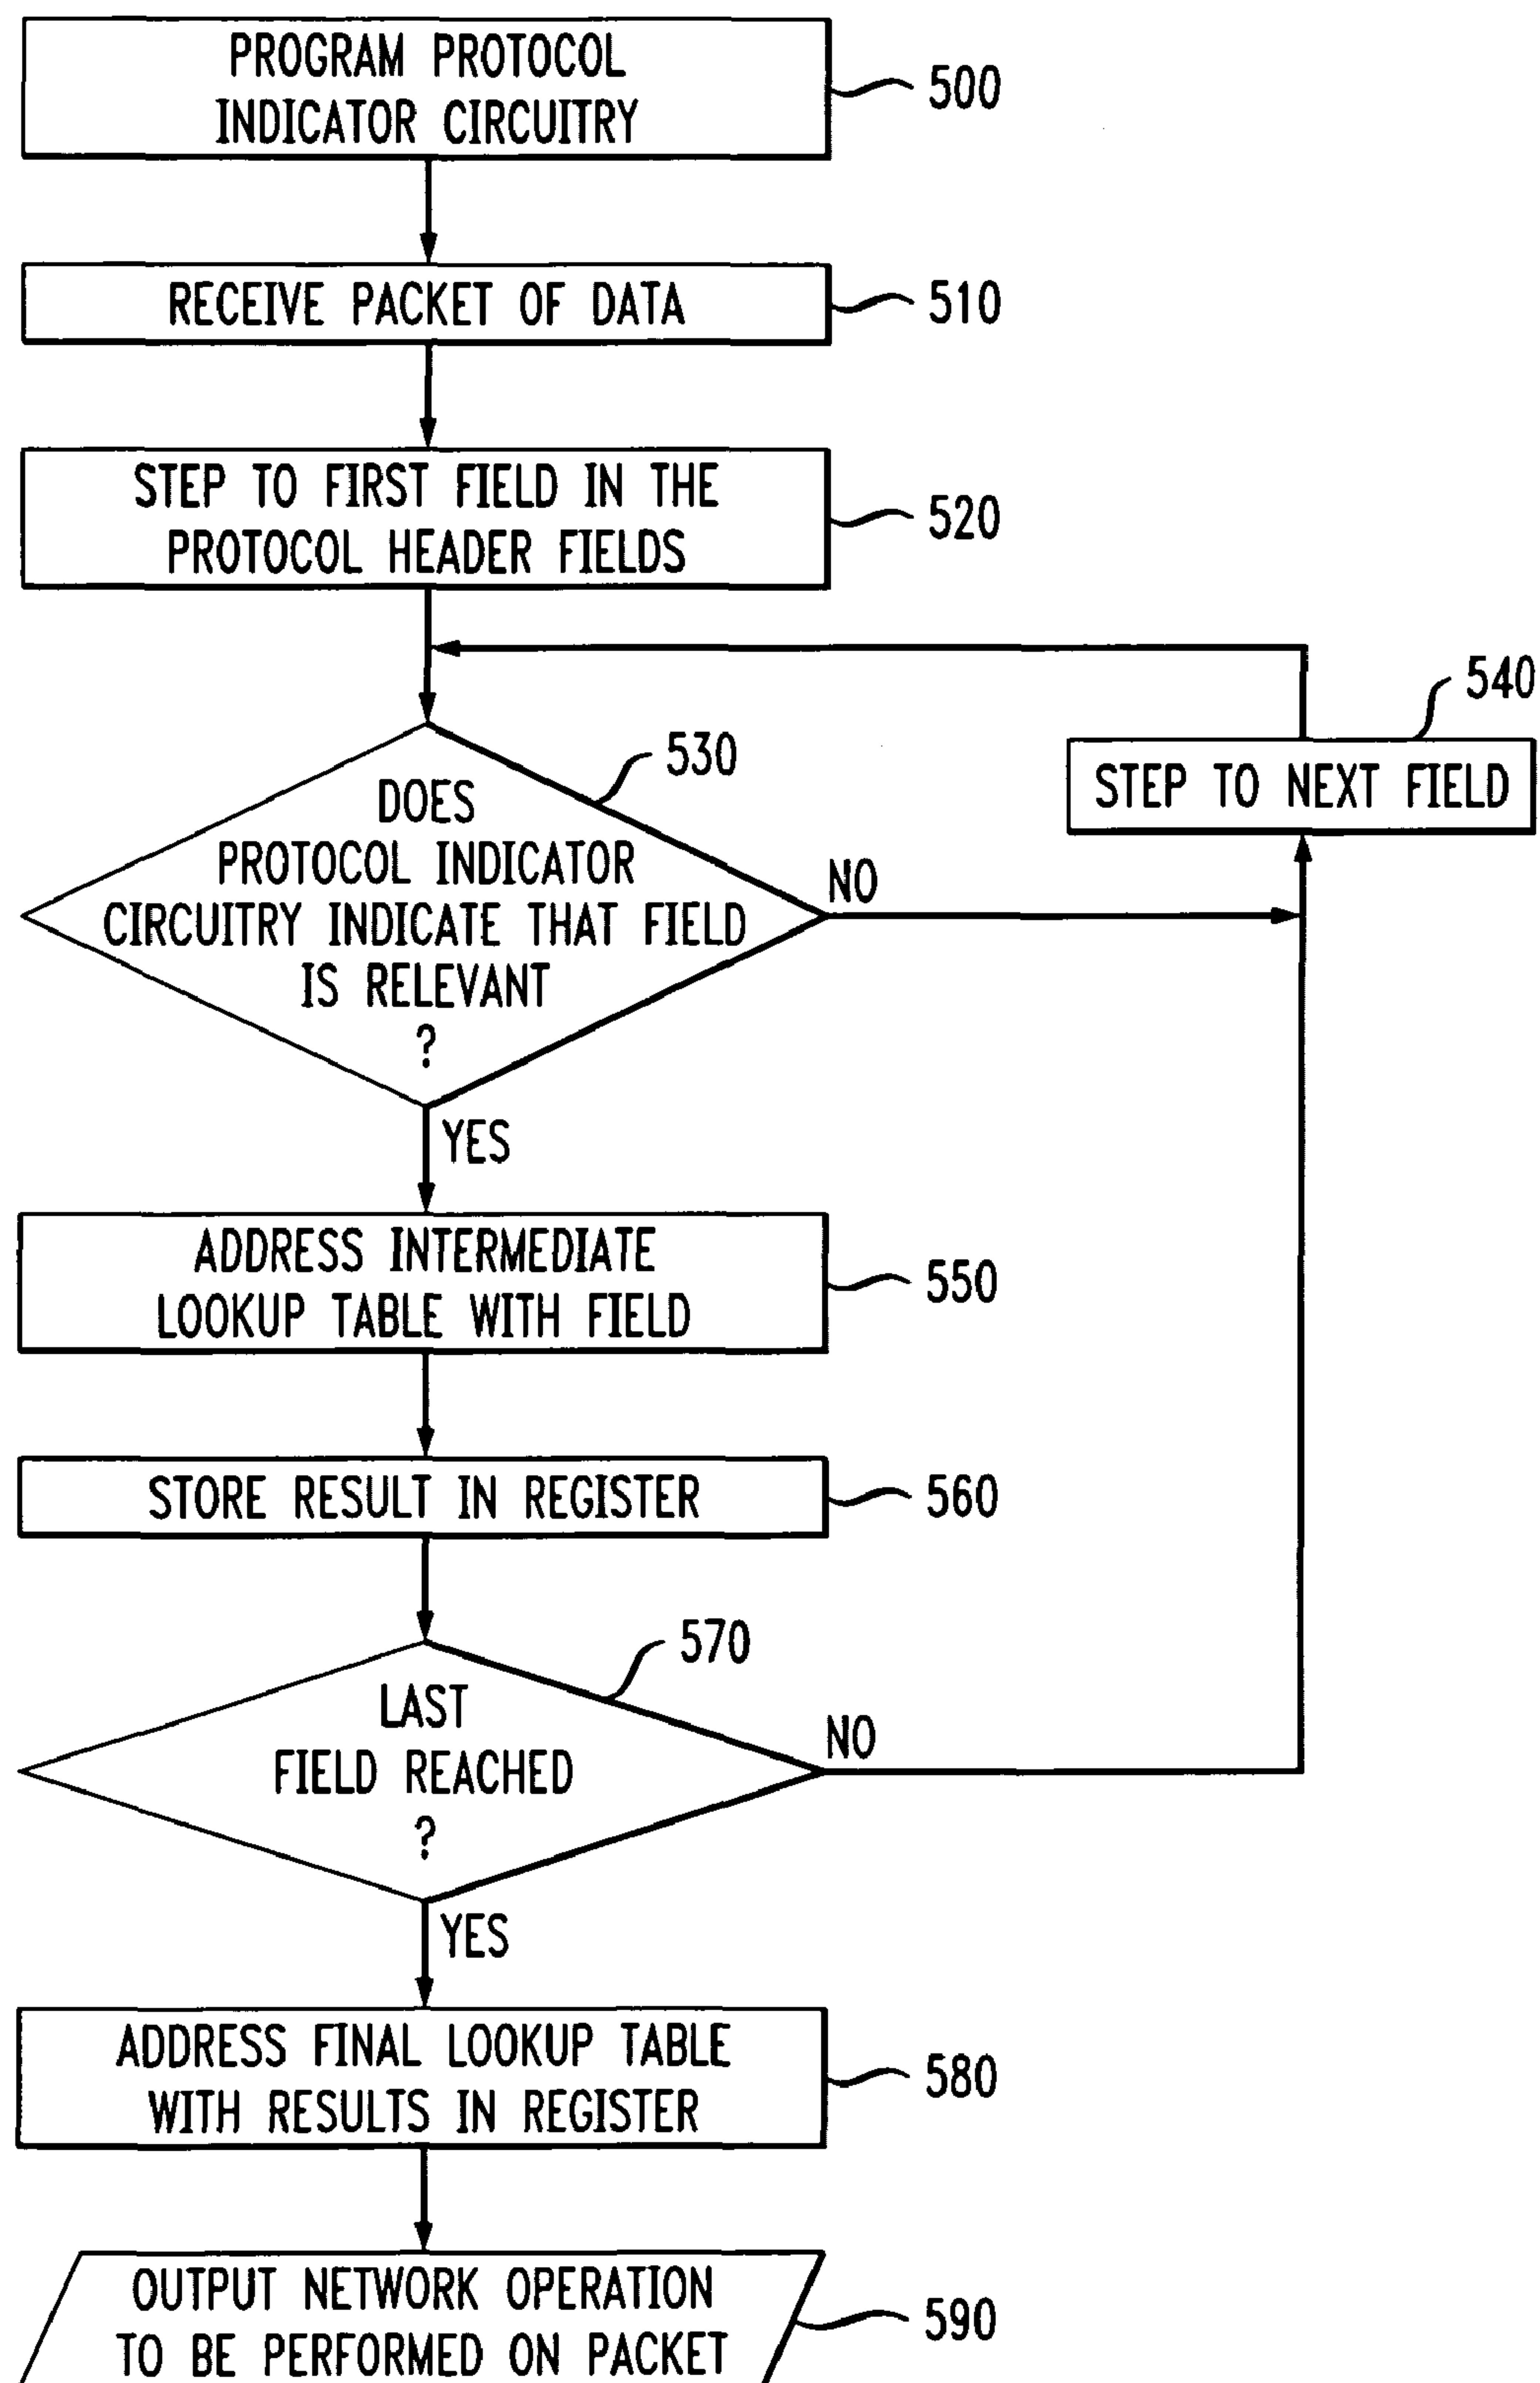 PROGRAM PROTOCOL
INDICATOR CIRCUITRY
500
RECEIVE PACKET OF DATA
510
STEP TO FIRST FIELD IN THE
PROTOCOL HEADER FIELDS
520
540
STEP TO NEXT FIELD
530
DOES
PROTOCOL INDICATOR
CIRCUITRY INDICATE THAT FIELD
IS RELEVANT
?
NO
YES
ADDRESS INTERMEDIATE
LOOKUP TABLE WITH FIELD
550
STORE RESULT IN REGISTER
560
570
LAST
FIELD REACHED
?
NO
YES
ADDRESS FINAL LOOKUP TABLE
WITH RESULTS IN REGISTER
580
OUTPUT NETWORK OPERATION
TO BE PERFORMED ON PACKET
590